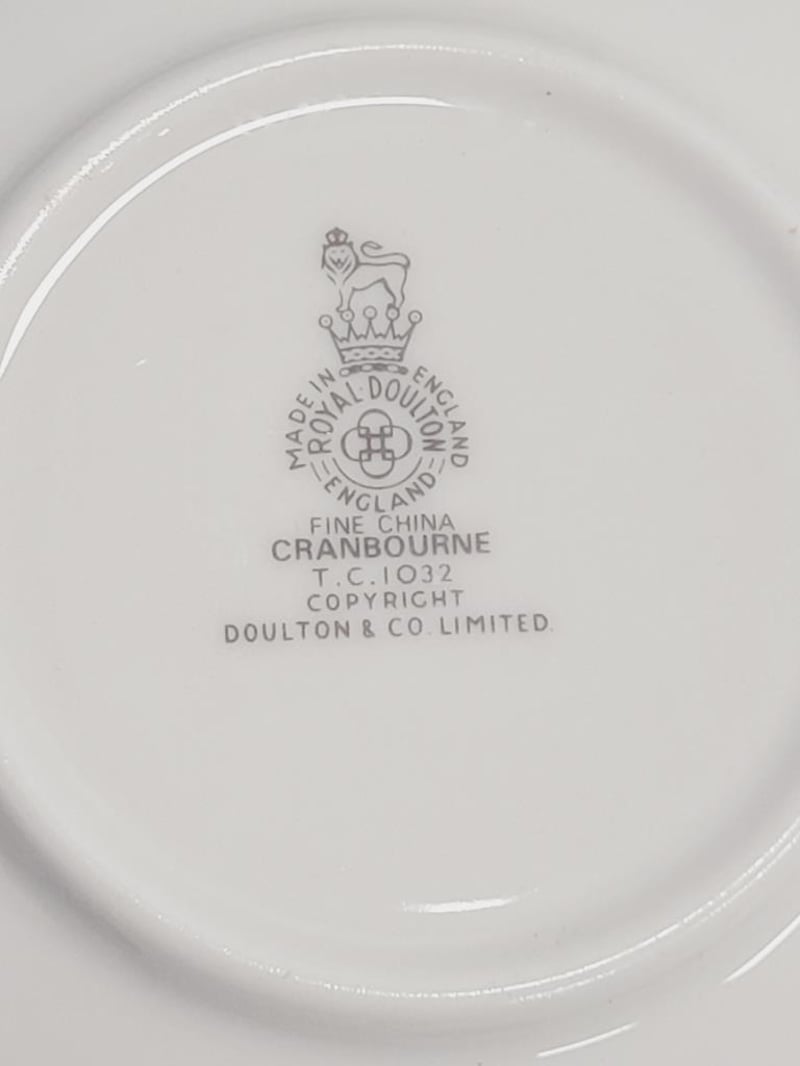 MADE IN ENGLAND
ROYAL·DOULTON
ENGLAND
FINE CHINA
CRANBOURNE
T.C.1032
COPYRIGHT
DOULTON & CO. LIMITED.